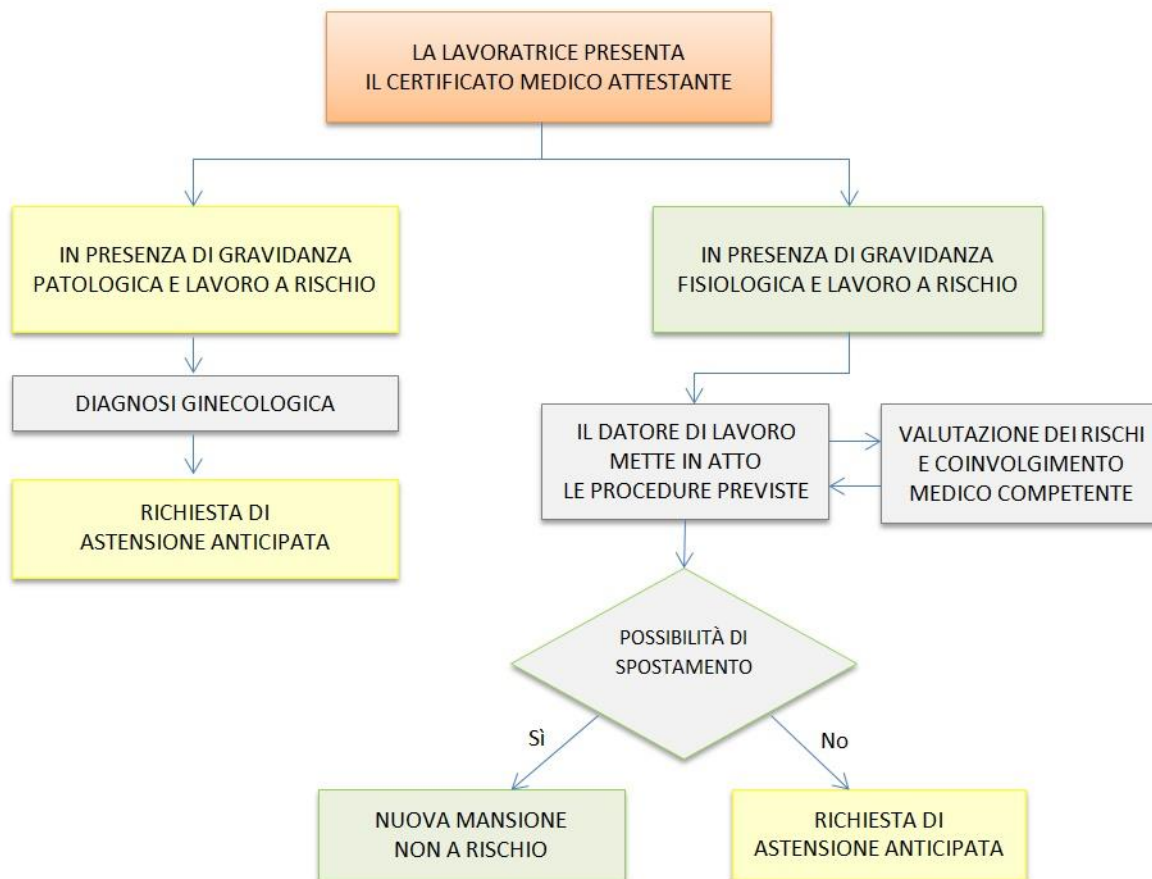 LA LAVORATRICE PRESENTA
IL CERTIFICATO MEDICO ATTESTANTE
IN PRESENZA DI GRAVIDANZA
PATOLOGICA E LAVORO A RISCHIO
IN PRESENZA DI GRAVIDANZA
FISIOLOGICA E LAVORO A RISCHIO
DIAGNOSI GINECOLOGICA
RICHIESTA DI
ASTENSIONE ANTICIPATA
IL DATORE DI LAVORO
METTE IN ATTO
LE PROCEDURE PREVISTE
VALUTAZIONE DEI RISCHI
E COINVOLGIMENTO
MEDICO COMPETENTE
POSSIBILITÀ DI
SPOSTAMENTO
Sì
No
NUOVA MANSIONE
NON A RISCHIO
RICHIESTA DI
ASTENSIONE ANTICIPATA